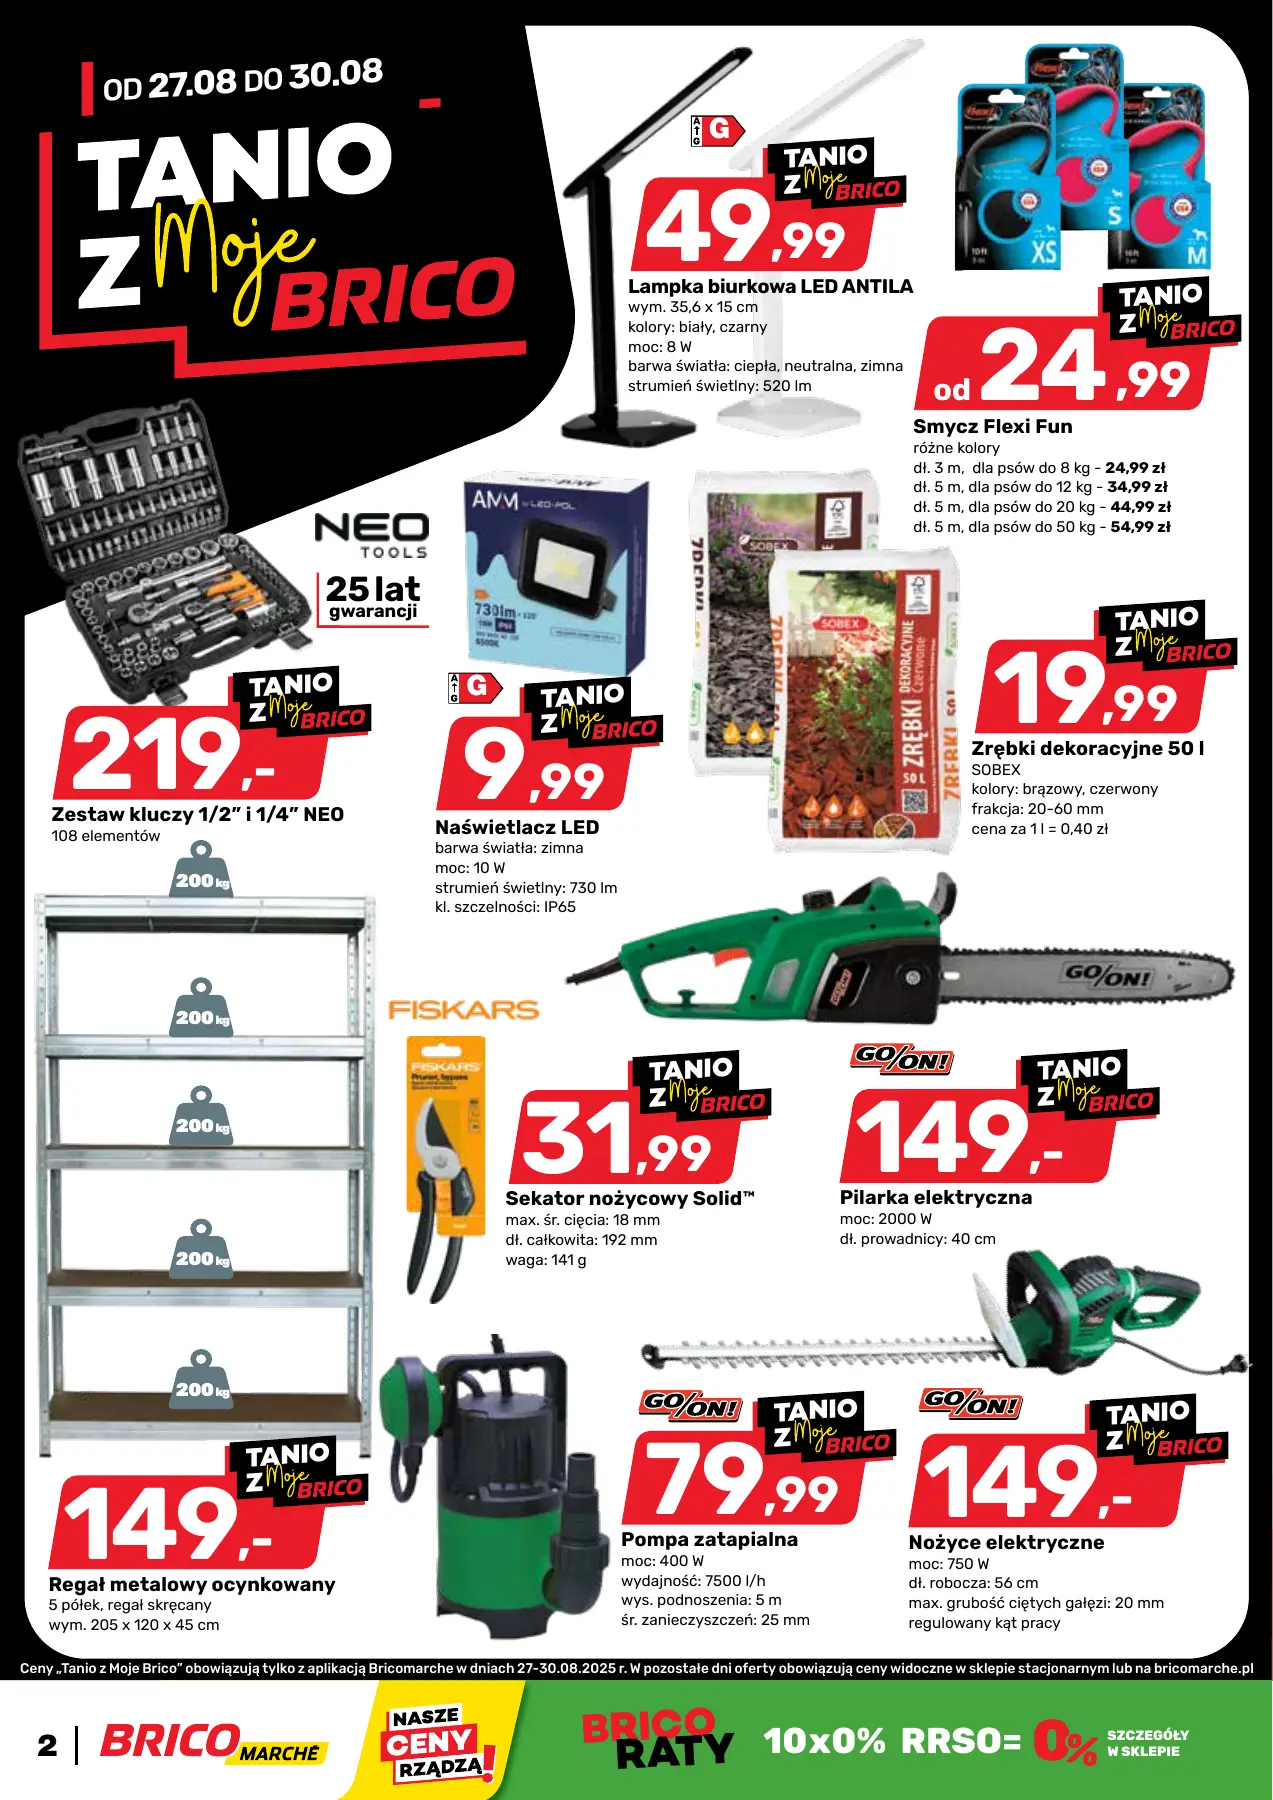 OD 27.08 DO 30.08
TANIO
Z Moje BRICO
A
G
G
TANIO
Z Moje BRICO
49,99
Lampka biurkowa LED ANTILA
wym. 35,6 x 15 cm
kolory: biały, czarny
moc: 8 W
barwa światła: ciepła, neutralna, zimna
strumień świetlny: 520 lm
flexi
XS
S
M
TANIO
Z Moje BRICO
od 24,99
Smycz Flexi Fun
różne kolory
dł. 3 m, dla psów do 8 kg - 24,99 zł
dł. 5 m, dla psów do 12 kg - 34,99 zł
dł. 5 m, dla psów do 20 kg - 44,99 zł
dł. 5 m, dla psów do 50 kg - 54,99 zł
NEO
TOOLS
25 lat
gwarancji
TANIO
Z Moje BRICO
219,-
Zestaw kluczy 1/2” i 1/4” NEO
108 elementów
AMM by LED-POL
730lm
6500K
A
G
G
TANIO
Z Moje BRICO
9,99
Naświetlacz LED
barwa światła: zimna
moc: 10 W
strumień świetlny: 730 lm
kl. szczelności: IP65
SOBEX
ZRĘBKI
SOBEX
ZRĘBKI DEKORACYJNE Czerwone
50 L
TANIO
Z Moje BRICO
19,99
Zrębki dekoracyjne 50 l
SOBEX
kolory: brązowy, czerwony
frakcja: 20-60 mm
cena za 1 l = 0,40 zł
200 kg
200 kg
200 kg
200 kg
200 kg
TANIO
Z Moje BRICO
149,-
Regał metalowy ocynkowany
5 półek, regał skręcany
wym. 205 x 120 x 45 cm
FISKARS
FISKARS
Pruner, bypass
TANIO
Z Moje BRICO
31,99
Sekator nożycowy Solid™
max. śr. cięcia: 18 mm
dł. całkowita: 192 mm
waga: 141 g
GO/ON!
GO/ON!
GO/ON!
TANIO
Z Moje BRICO
149,-
Pilarka elektryczna
moc: 2000 W
dł. prowadnicy: 40 cm
GO/ON!
TANIO
Z Moje BRICO
79,99
Pompa zatapialna
moc: 400 W
wydajność: 7500 l/h
wys. podnoszenia: 5 m
śr. zanieczyszczeń: 25 mm
GO/ON!
TANIO
Z Moje BRICO
149,-
Nożyce elektryczne
moc: 750 W
dł. robocza: 56 cm
max. grubość ciętych gałęzi: 20 mm
regulowany kąt pracy
Ceny „Tanio z Moje Brico” obowiązują tylko z aplikacją Bricomarche w dniach 27-30.08.2025 r. W pozostałe dni oferty obowiązują ceny widoczne w sklepie stacjonarnym lub na bricomarche.pl
2
BRICO
MARCHÉ
NASZE
CENY
RZĄDZĄ!
BRICO
RATY
10x0% RRSO= 0%
SZCZEGÓŁY
W SKLEPIE